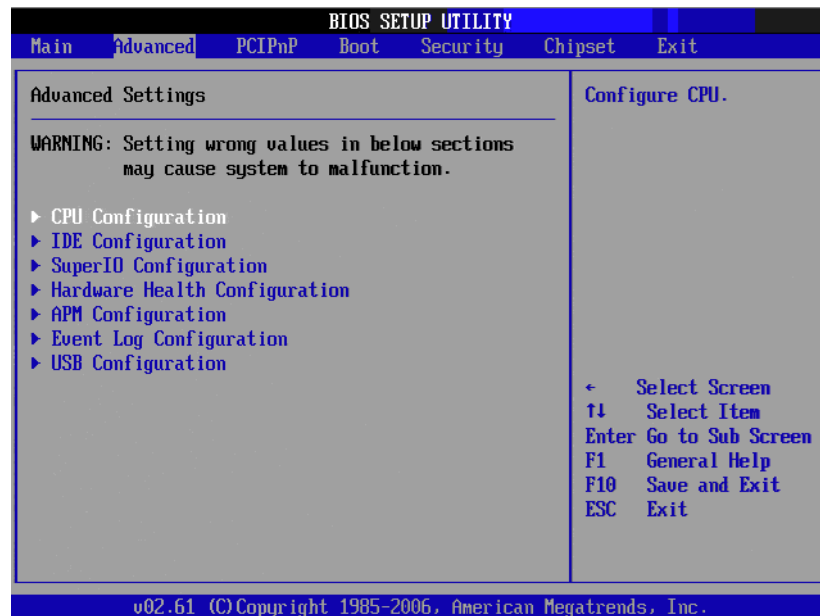 BIOS SETUP UTILITY
Main Advanced PCIPnP Boot Security Chipset Exit
Advanced Settings
WARNING: Setting wrong values in below sections
may cause system to malfunction.
▶ CPU Configuration
▶ IDE Configuration
▶ SuperIO Configuration
▶ Hardware Health Configuration
▶ APM Configuration
▶ Event Log Configuration
▶ USB Configuration
Configure CPU.
← Select Screen
↑↓ Select Item
Enter Go to Sub Screen
F1 General Help
F10 Save and Exit
ESC Exit
v02.61 (C)Copyright 1985-2006, American Megatrends, Inc.